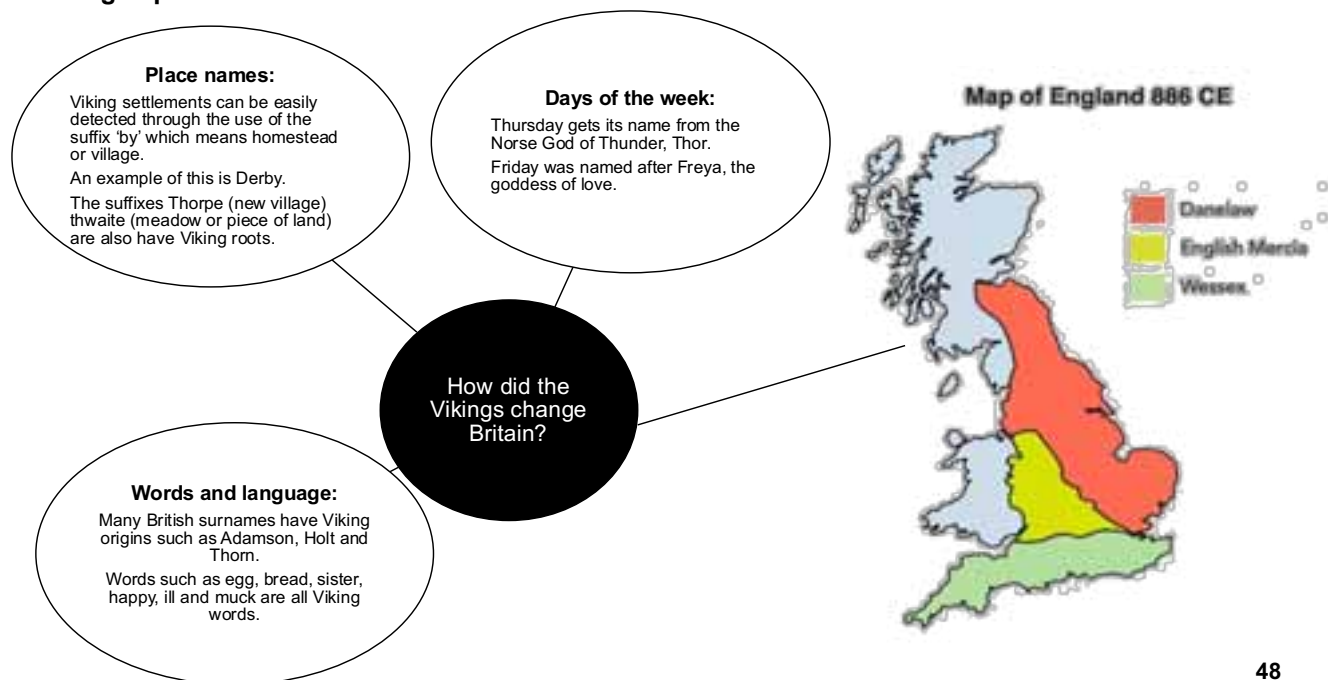 Place names:
Viking settlements can be easily
detected through the use of the
suffix ‘by’ which means homestead
or village.
An example of this is Derby.
The suffixes Thorpe (new village)
thwaite (meadow or piece of land)
are also have Viking roots.
Days of the week:
Thursday gets its name from the
Norse God of Thunder, Thor.
Friday was named after Freya, the
goddess of love.
How did the
Vikings change
Britain?
Words and language:
Many British surnames have Viking
origins such as Adamson, Holt and
Thorn.
Words such as egg, bread, sister,
happy, ill and muck are all Viking
words.
Map of England 886 CE
Danelaw
English Mercia
Wessex
48